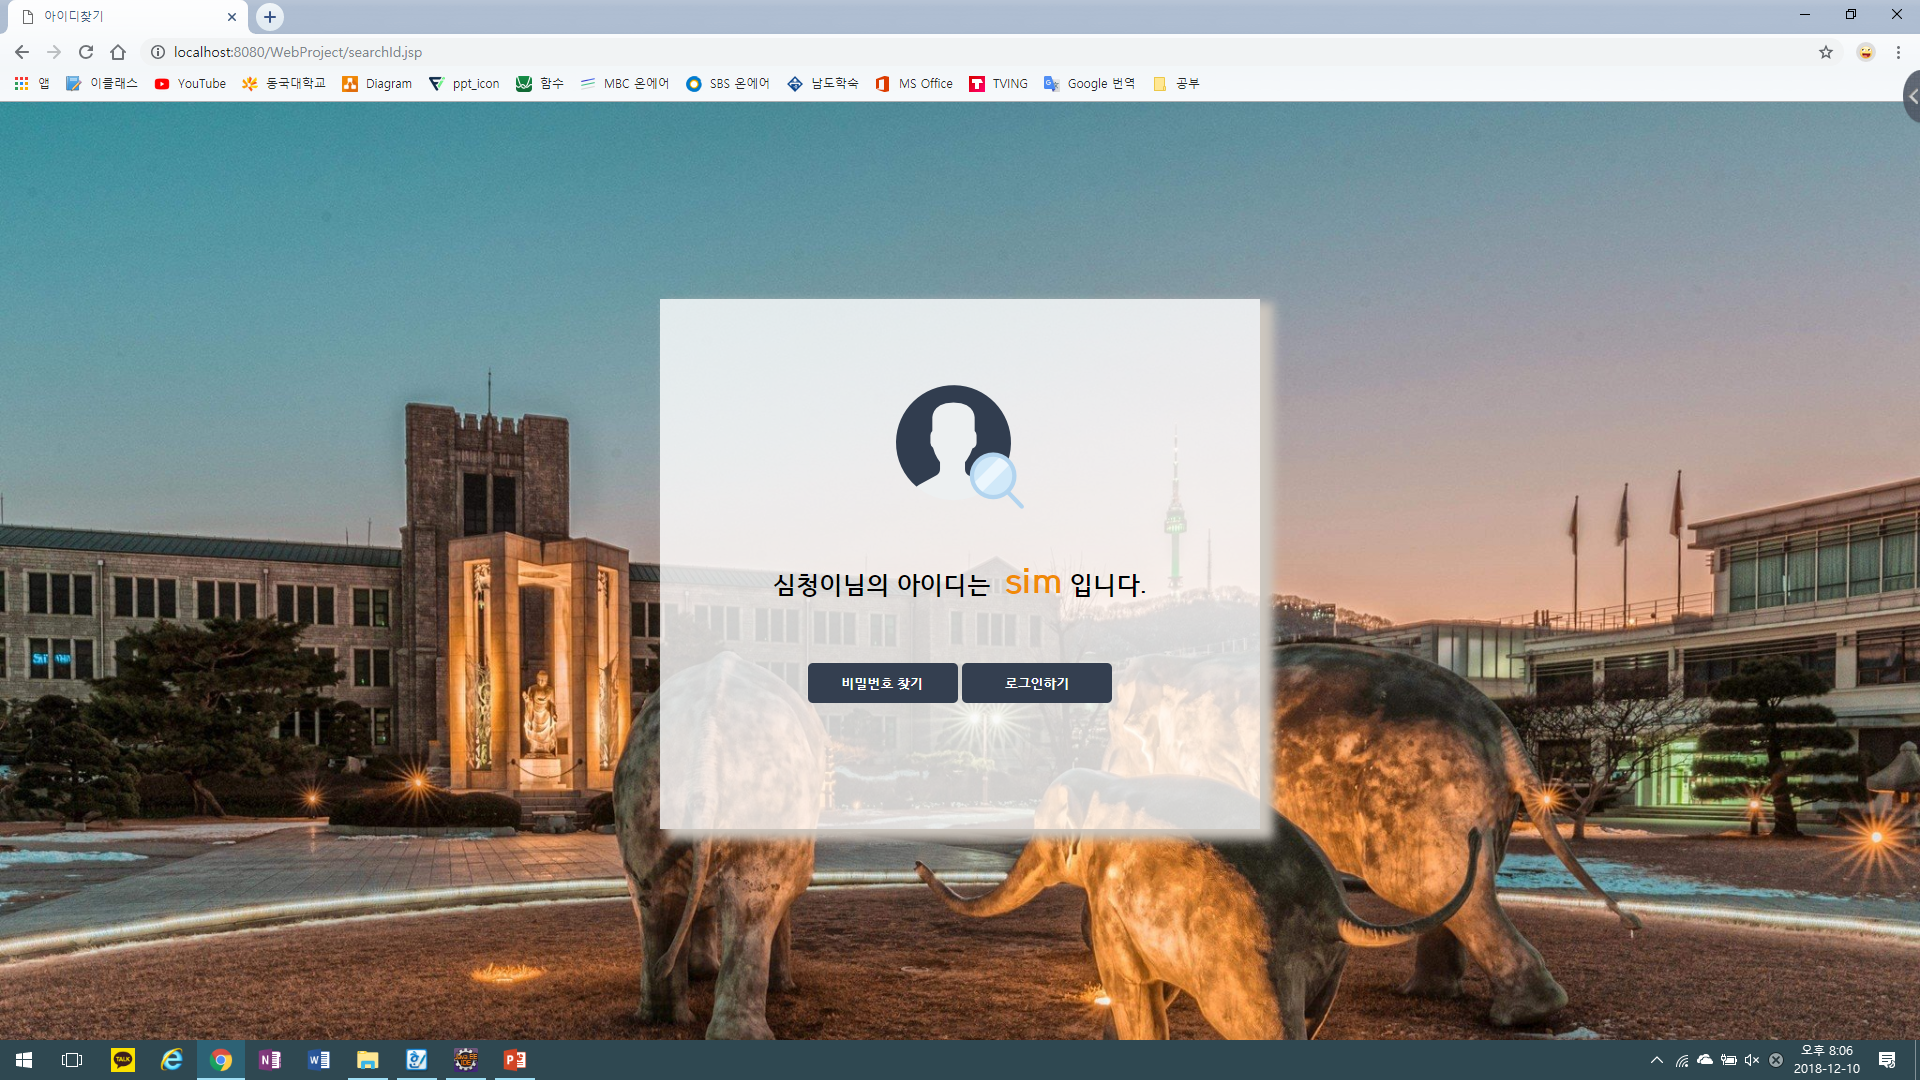 아이디찾기
localhost:8080/WebProject/searchId.jsp
앱 이클래스 YouTube 동국대학교 Diagram ppt_icon 함수 MBC 온에어 SBS 온에어 남도학숙 MS Office TVING Google 번역 공부
심청이님의 아이디는 sim 입니다.
비밀번호 찾기 로그인하기
TALK
오후 8:06
2018-12-10